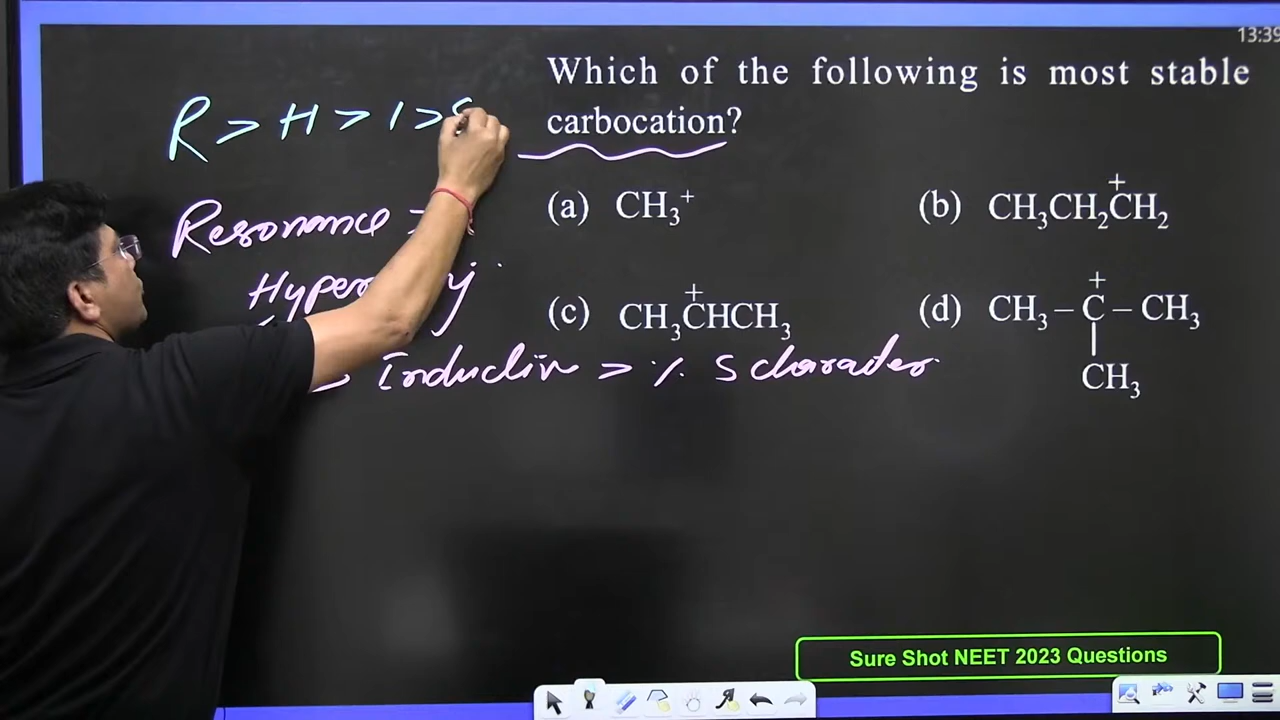 13:39
Which of the following is most stable
carbocation?
R > H > I >
Resonance >
Inductive > % S character
(a) CH₃⁺
(b) CH₃CH₂C⁺H₂
(c) CH₃C⁺HCH₃
(d) CH₃ – C⁺ – CH₃
CH₃
Sure Shot NEET 2023 Questions